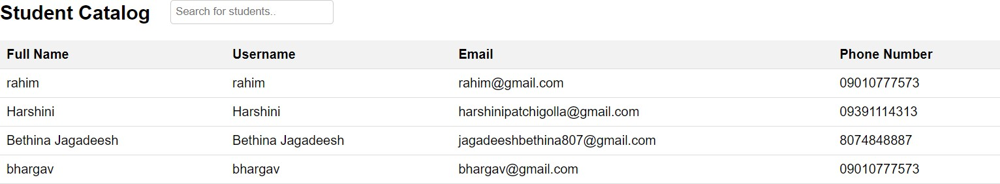 Student Catalog Search for students..
Full Name Username Email Phone Number
rahim rahim rahim@gmail.com 09010777573
Harshini Harshini harshinipatchigolla@gmail.com 09391114313
Bethina Jagadeesh Bethina Jagadeesh jagadeeshbethina807@gmail.com 8074848887
bhargav bhargav bhargav@gmail.com 09010777573